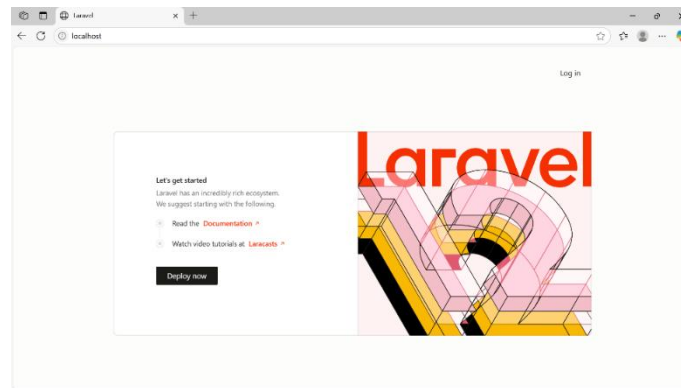 Laravel
localhost
Log in
Let's get started
Laravel has an incredibly rich ecosystem.
We suggest starting with the following.
Read the Documentation
Watch video tutorials at Laracasts
Deploy now
Laravel